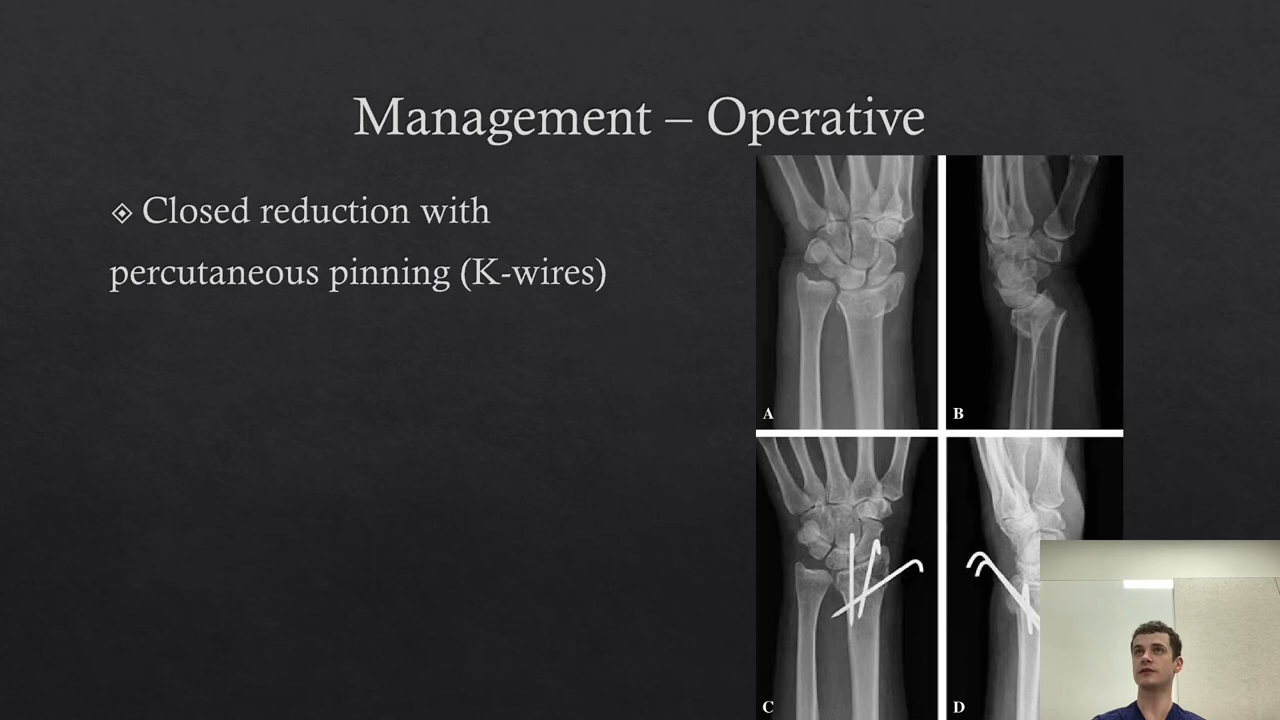 Management – Operative
Closed reduction with
percutaneous pinning (K-wires)
A
B
C
D